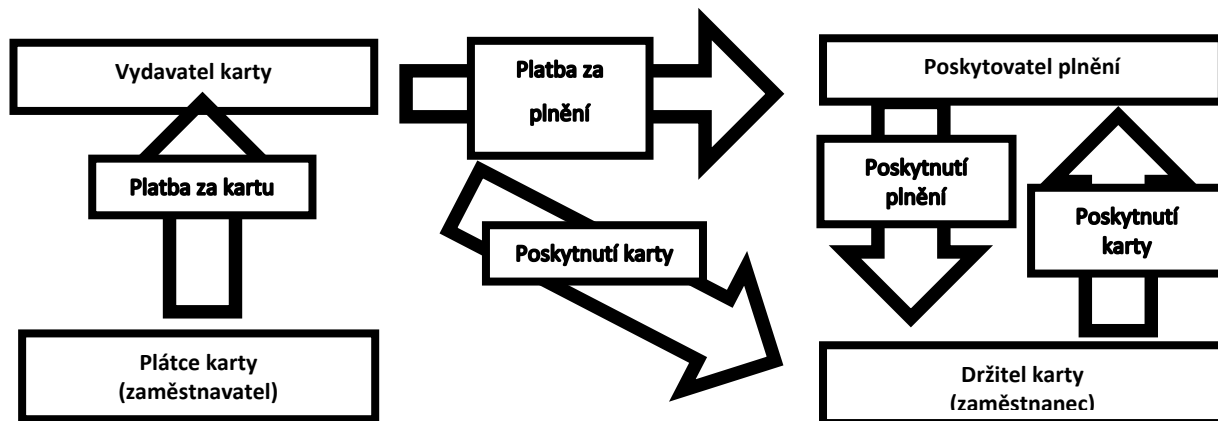 Vydavatel karty
Platba za
plnění
Poskytovatel plnění
Platba za kartu
Poskytnutí
plnění
Poskytnutí karty
Poskytnutí
karty
Plátce karty
(zaměstnavatel)
Držitel karty
(zaměstnanec)